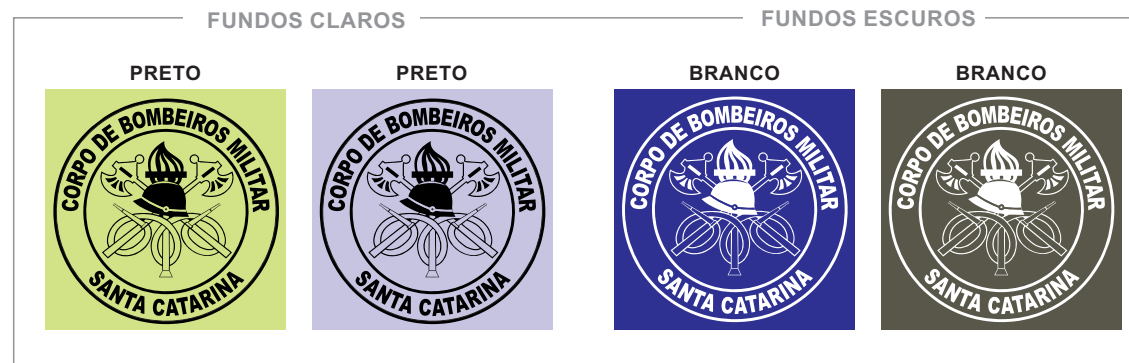 FUNDOS CLAROS
FUNDOS ESCUROS
PRETO
PRETO
BRANCO
BRANCO
CORPO DE BOMBEIROS MILITAR
SANTA CATARINA
CORPO DE BOMBEIROS MILITAR
SANTA CATARINA
CORPO DE BOMBEIROS MILITAR
SANTA CATARINA
CORPO DE BOMBEIROS MILITAR
SANTA CATARINA